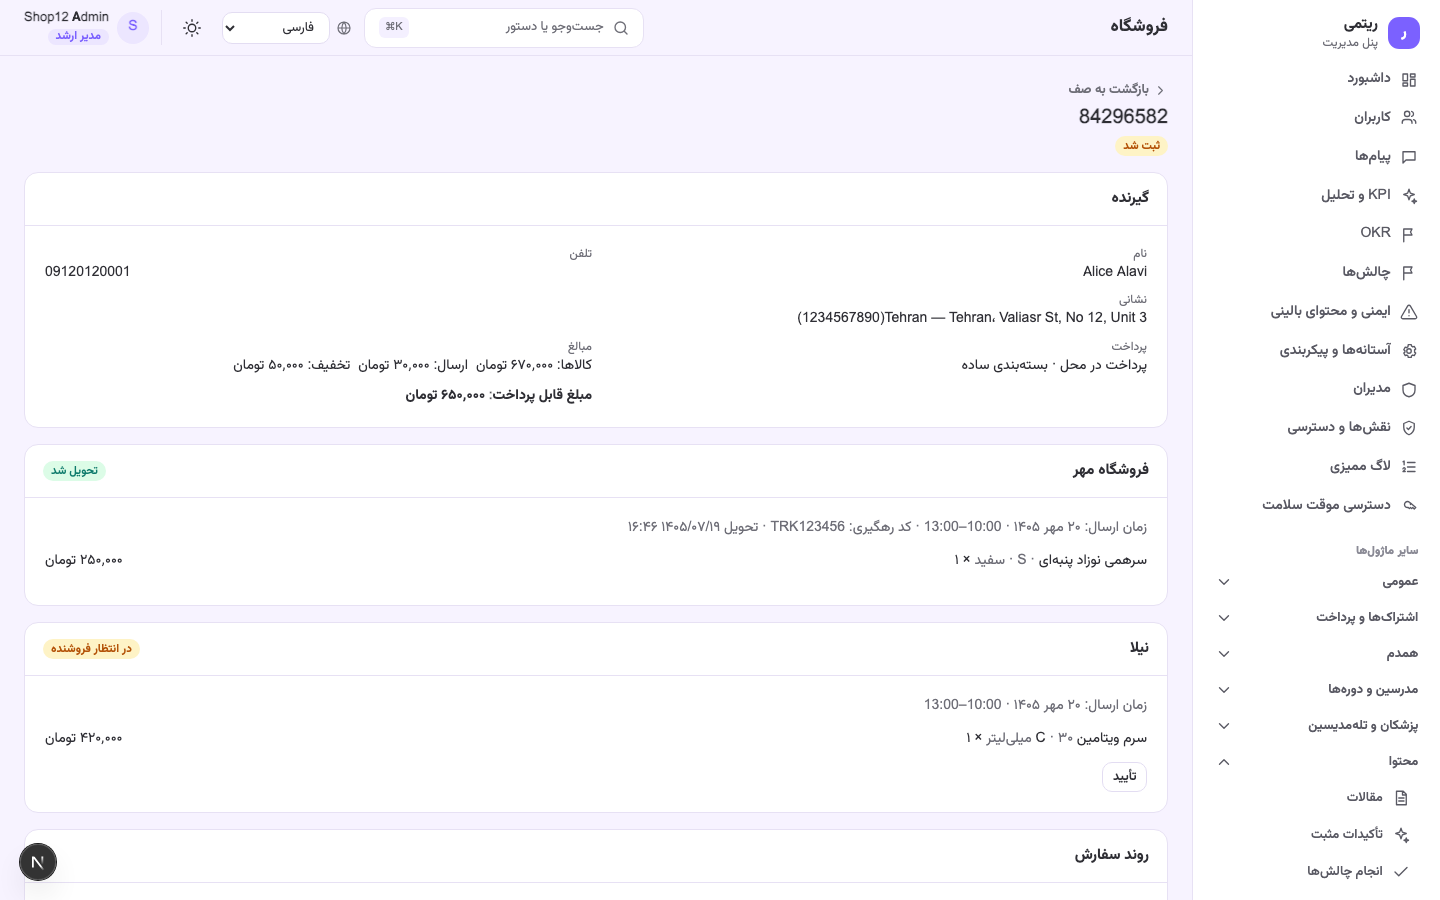 ر
ریتمی
پنل مدیریت
داشبورد
کاربران
پیام‌ها
KPI و تحلیل
OKR
چالش‌ها
ایمنی و محتوای بالینی
آستانه‌ها و پیکربندی
مدیران
نقش‌ها و دسترسی
لاگ ممیزی
دسترسی موقت سلامت
سایر ماژول‌ها
عمومی
اشتراک‌ها و پرداخت
همدم
مدرسین و دوره‌ها
پزشکان و تله‌مدیسین
محتوا
مقالات
تأکیدات مثبت
انجام چالش‌ها
فروشگاه
جست‌وجو یا دستور
⌘K
فارسی
S
Shop12 Admin
مدیر ارشد
بازگشت به صف
84296582
ثبت شد
گیرنده
نام
Alice Alavi
تلفن
09120120001
نشانی
Tehran — Tehran، Valiasr St, No 12, Unit 3 (1234567890)
پرداخت
پرداخت در محل · بسته‌بندی ساده
مبالغ
کالاها: ۶۷۰,۰۰۰ تومان ارسال: ۳۰,۰۰۰ تومان تخفیف: ۵۰,۰۰۰ تومان
مبلغ قابل پرداخت: ۶۵۰,۰۰۰ تومان
فروشگاه مهر
تحویل شد
زمان ارسال: ۲۰ مهر ۱۴۰۵ · 10:00–13:00 · کد رهگیری: TRK123456 · تحویل ۱۴۰۵/۰۷/۱۹ ۱۶:۴۶
سرهمی نوزاد پنبه‌ای · S · سفید × ۱
۲۵۰,۰۰۰ تومان
نیلا
در انتظار فروشنده
زمان ارسال: ۲۰ مهر ۱۴۰۵ · 10:00–13:00
سرم ویتامین C · ۳۰ میلی‌لیتر × ۱
۴۲۰,۰۰۰ تومان
تأیید
روند سفارش
N